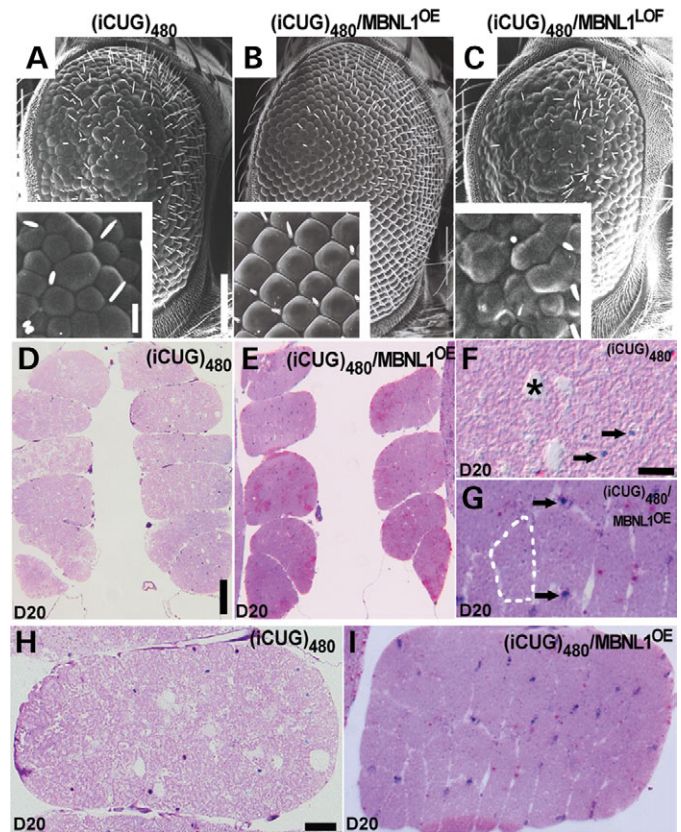 (iCUG)480
(iCUG)480/MBNL1OE
(iCUG)480/MBNL1LOF
A
B
C
D
(iCUG)480
D20
E
(iCUG)480/MBNL1OE
D20
F
(iCUG)480
*
D20
G
(iCUG)480/
MBNL1OE
D20
H
(iCUG)480
D20
I
(iCUG)480/MBNL1OE
D20